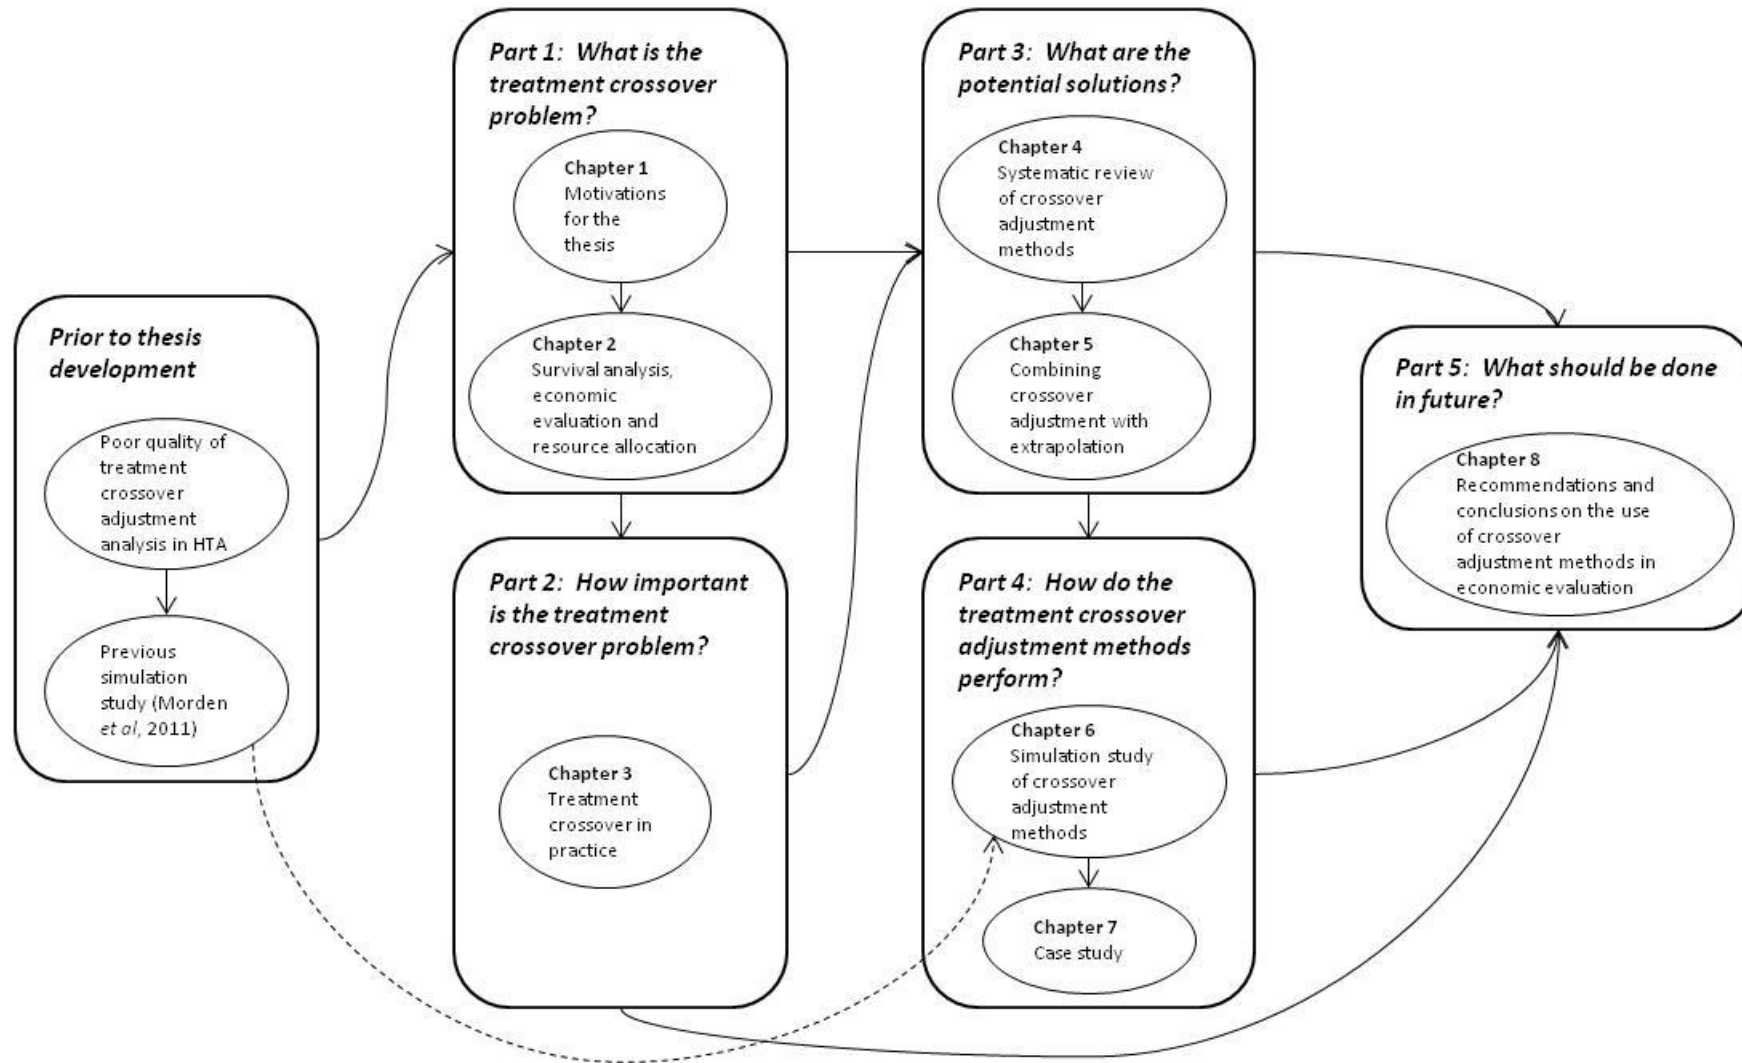 Prior to thesis
development
Poor quality of
treatment
crossover
adjustment
analysis in HTA
Previous
simulation
study (Morden
et al, 2011)
Part 1: What is the
treatment crossover
problem?
Chapter 1
Motivations
for the
thesis
Chapter 2
Survival analysis,
economic
evaluation and
resource allocation
Part 2: How important
is the treatment
crossover problem?
Chapter 3
Treatment
crossover in
practice
Part 3: What are the
potential solutions?
Chapter 4
Systematic review
of crossover
adjustment
methods
Chapter 5
Combining
crossover
adjustment with
extrapolation
Part 4: How do the
treatment crossover
adjustment methods
perform?
Chapter 6
Simulation study
of crossover
adjustment
methods
Chapter 7
Case study
Part 5: What should be done
in future?
Chapter 8
Recommendations and
conclusions on the use
of crossover
adjustment methods in
economic evaluation